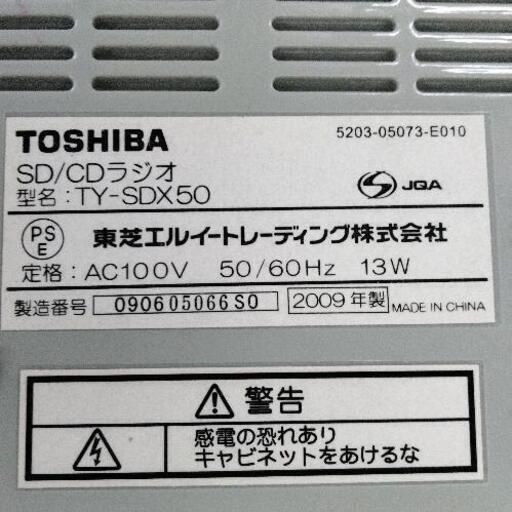 TOSHIBA
5203-05073-E010
SD/CDラジオ
型名：TY-SDX50
JQA
PS
E
東芝エルイートレーディング株式会社
定格：AC100V 50/60Hz 13W
製造番号 090605066S0 2009年製 MADE IN CHINA
警告
感電の恐れあり
キャビネットをあけるな